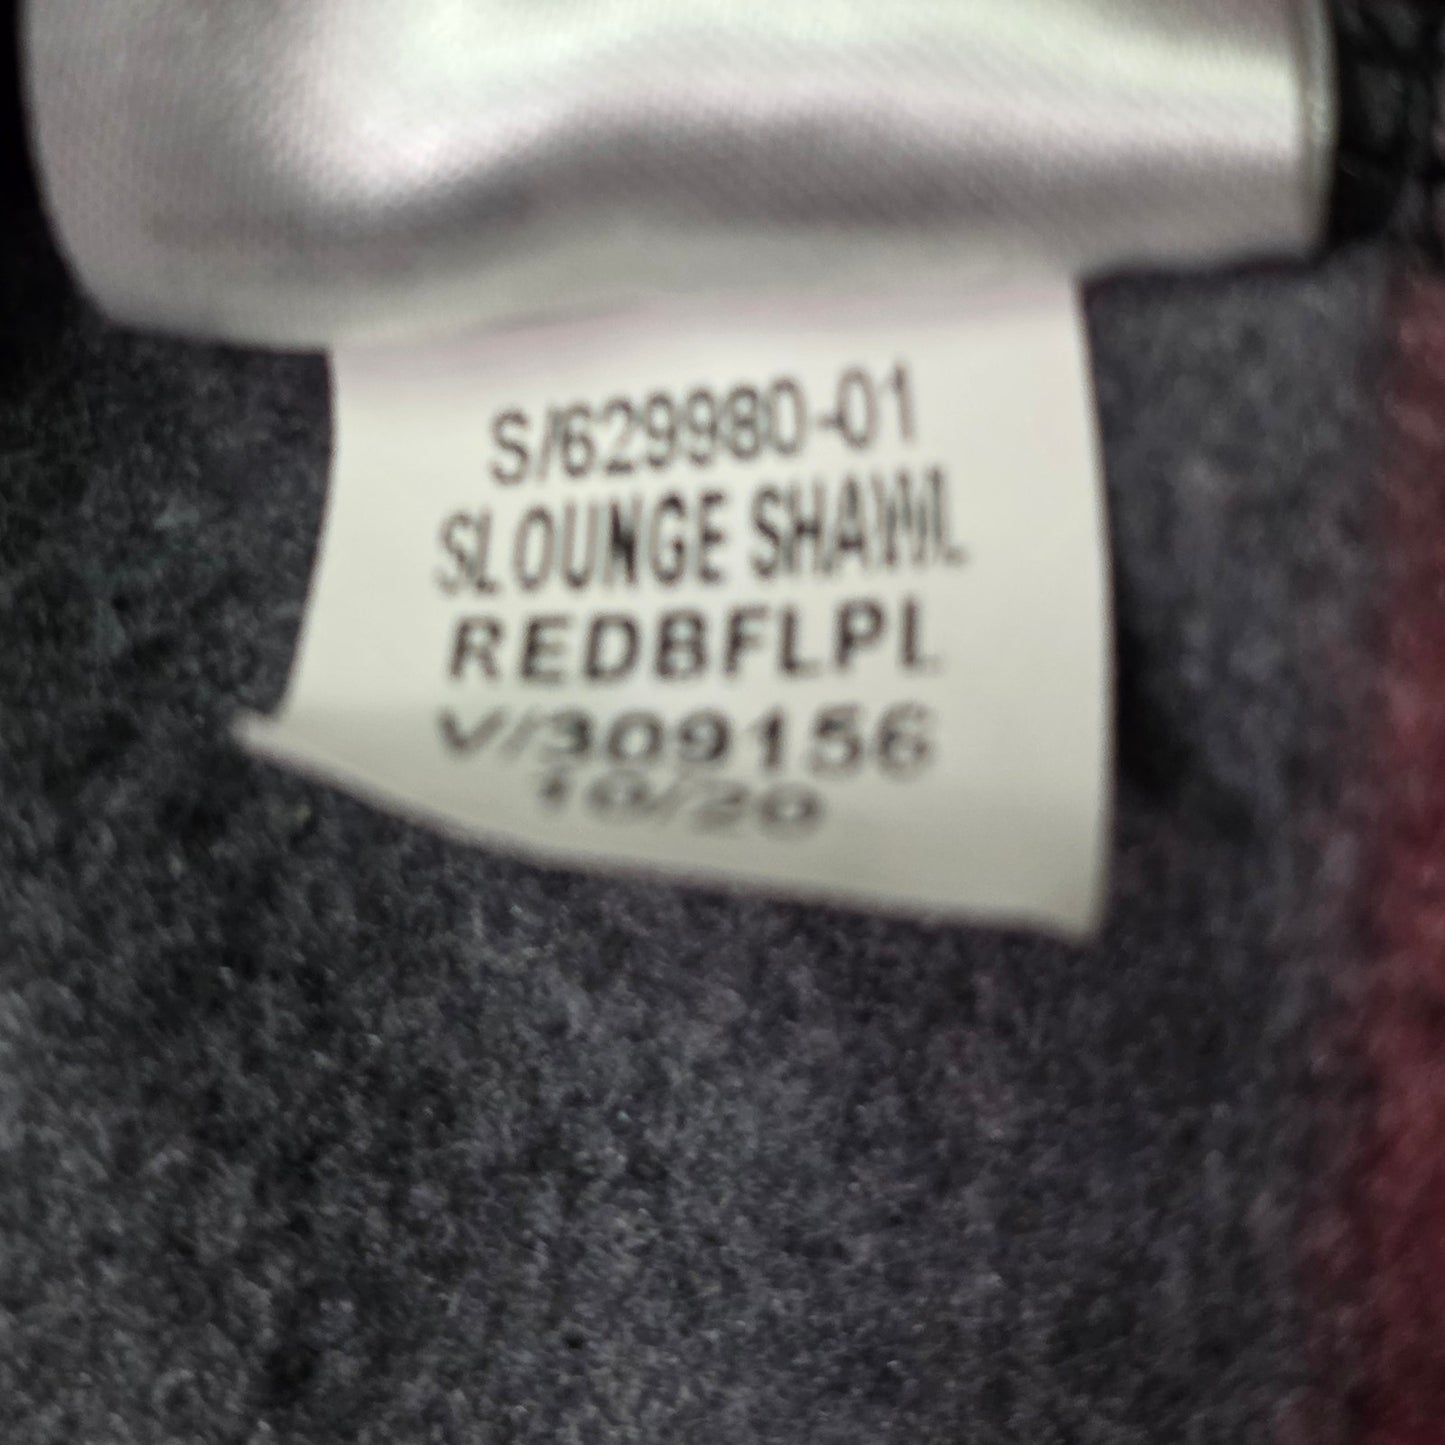 S/629980-01
SLOUNGE SHAWL
REDBFLPL
V/309156
10/20